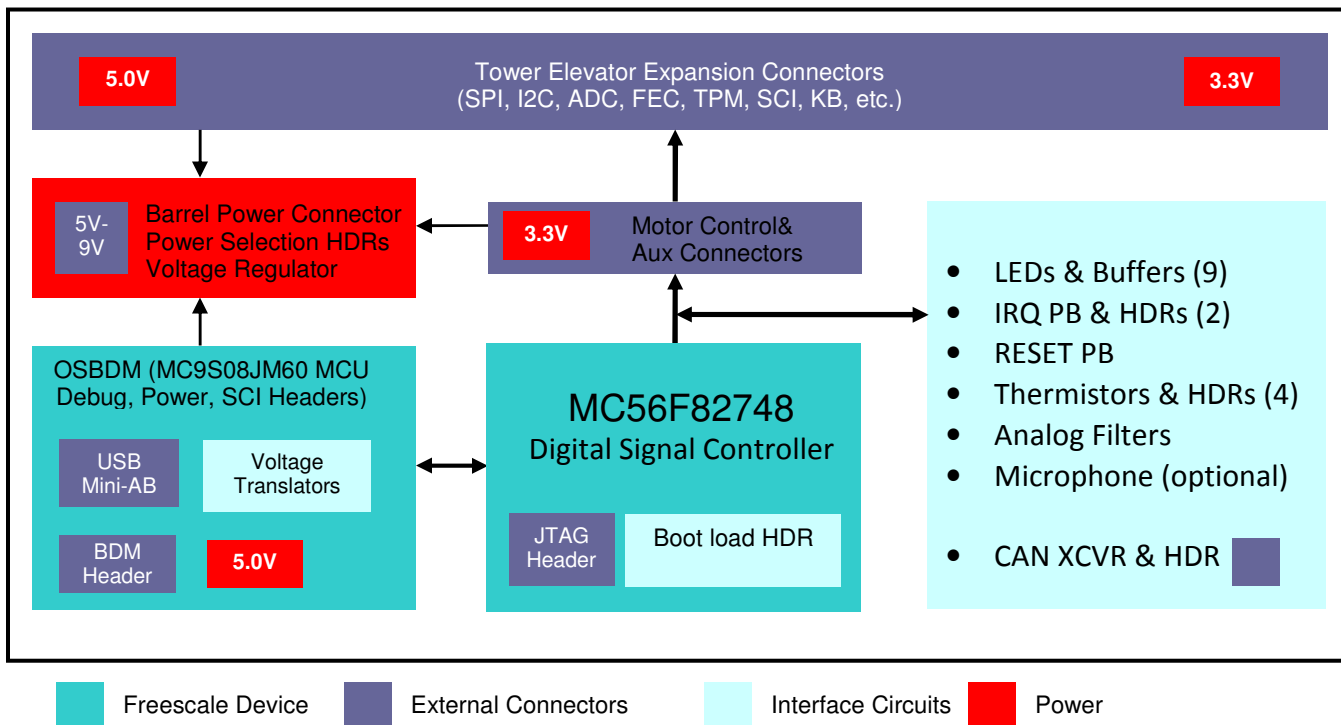 5.0V
Tower Elevator Expansion Connectors
(SPI, I2C, ADC, FEC, TPM, SCI, KB, etc.)
3.3V
5V-
9V
Barrel Power Connector
Power Selection HDRs
Voltage Regulator
3.3V
Motor Control&
Aux Connectors
• LEDs & Buffers (9)
• IRQ PB & HDRs (2)
• RESET PB
• Thermistors & HDRs (4)
• Analog Filters
• Microphone (optional)
• CAN XCVR & HDR
OSBDM (MC9S08JM60 MCU
Debug, Power, SCI Headers)
USB
Mini-AB
Voltage
Translators
BDM
Header
5.0V
MC56F82748
Digital Signal Controller
JTAG
Header
Boot load HDR
Freescale Device
External Connectors
Interface Circuits
Power